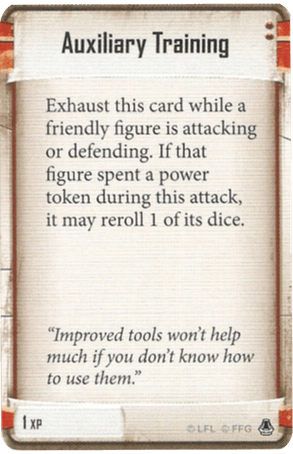 Auxiliary Training
Exhaust this card while a
friendly figure is attacking
or defending. If that
figure spent a power
token during this attack,
it may reroll 1 of its dice.
“Improved tools won’t help
much if you don’t know how
to use them.”
1 XP
© LFL © FFG